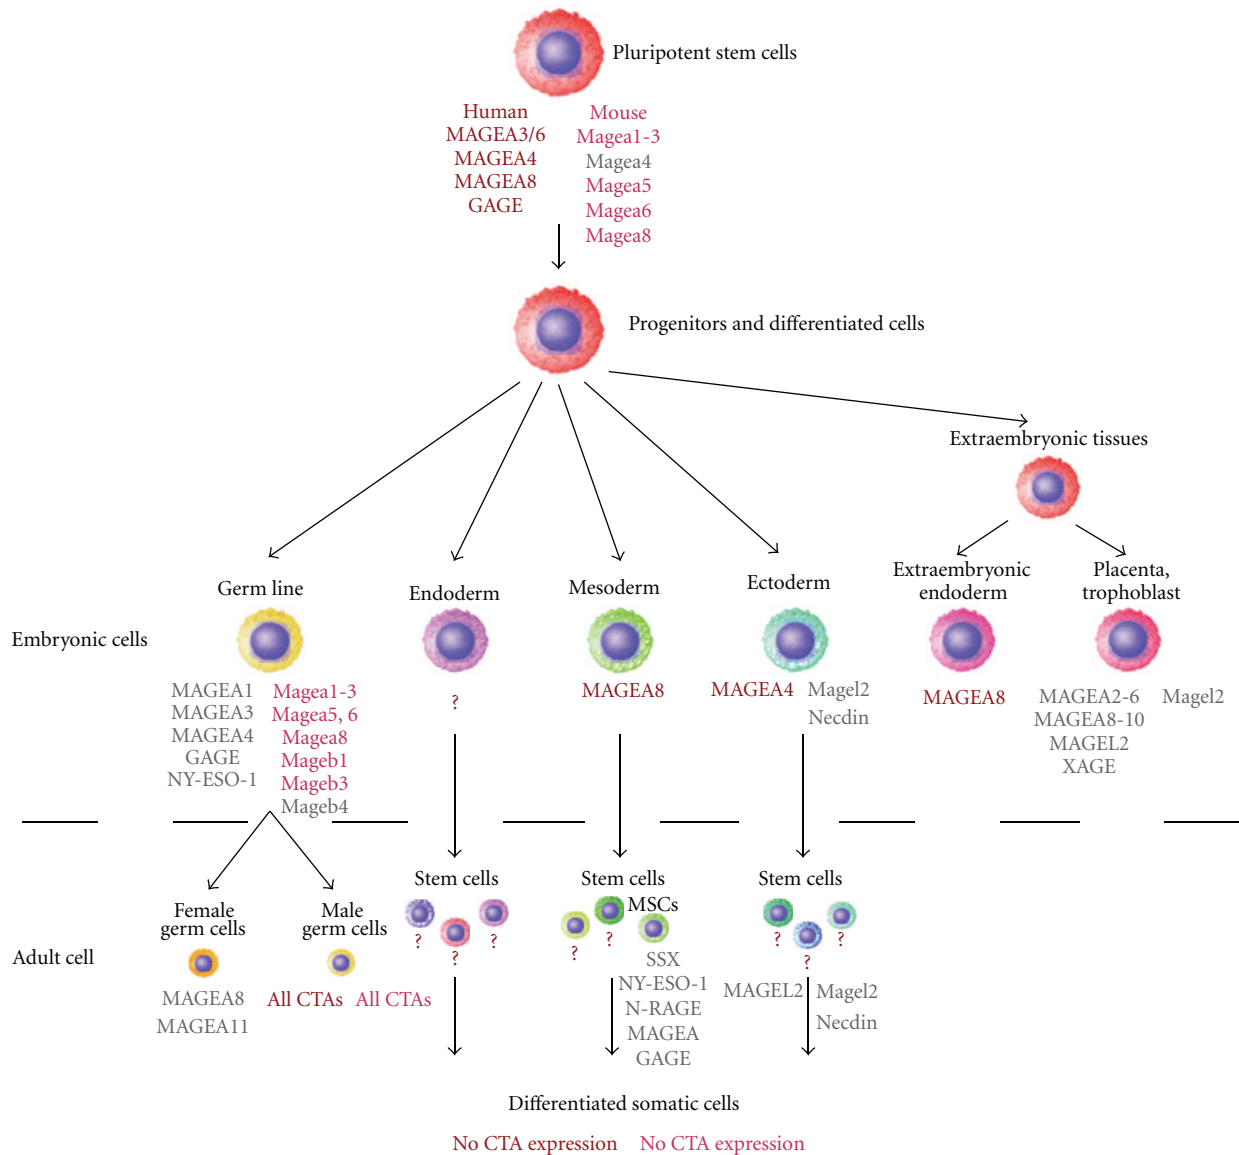 Pluripotent stem cells
Human
MAGEA3/6
MAGEA4
MAGEA8
GAGE
Mouse
Magea1-3
Magea4
Magea5
Magea6
Magea8
Progenitors and differentiated cells
Extraembryonic tissues
Germ line
Endoderm
Mesoderm
Ectoderm
Extraembryonic
endoderm
Placenta,
trophoblast
Embryonic cells
MAGEA1
MAGEA3
MAGEA4
GAGE
NY-ESO-1
Magea1-3
Magea5, 6
Magea8
Mageb1
Mageb3
Mageb4
?
MAGEA8
MAGEA4
Magel2
Necdin
MAGEA8
MAGEA2-6
MAGEA8-10
MAGEL2
XAGE
Magel2
Adult cell
Female
germ cells
MAGEA8
MAGEA11
Male
germ cells
All CTAs
All CTAs
Stem cells
?
?
?
Stem cells
MSCs
?
?
SSX
NY-ESO-1
N-RAGE
MAGEA
GAGE
Stem cells
?
?
?
MAGEL2
Magel2
Necdin
Differentiated somatic cells
No CTA expression
No CTA expression